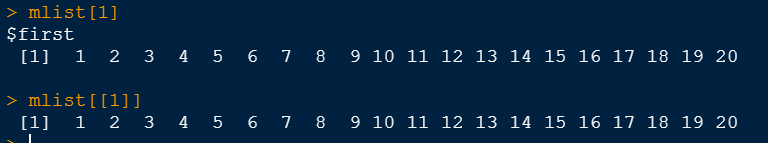 > mlist[1]
$first
 [1]  1  2  3  4  5  6  7  8  9 10 11 12 13 14 15 16 17 18 19 20
> mlist[[1]]
 [1]  1  2  3  4  5  6  7  8  9 10 11 12 13 14 15 16 17 18 19 20
>